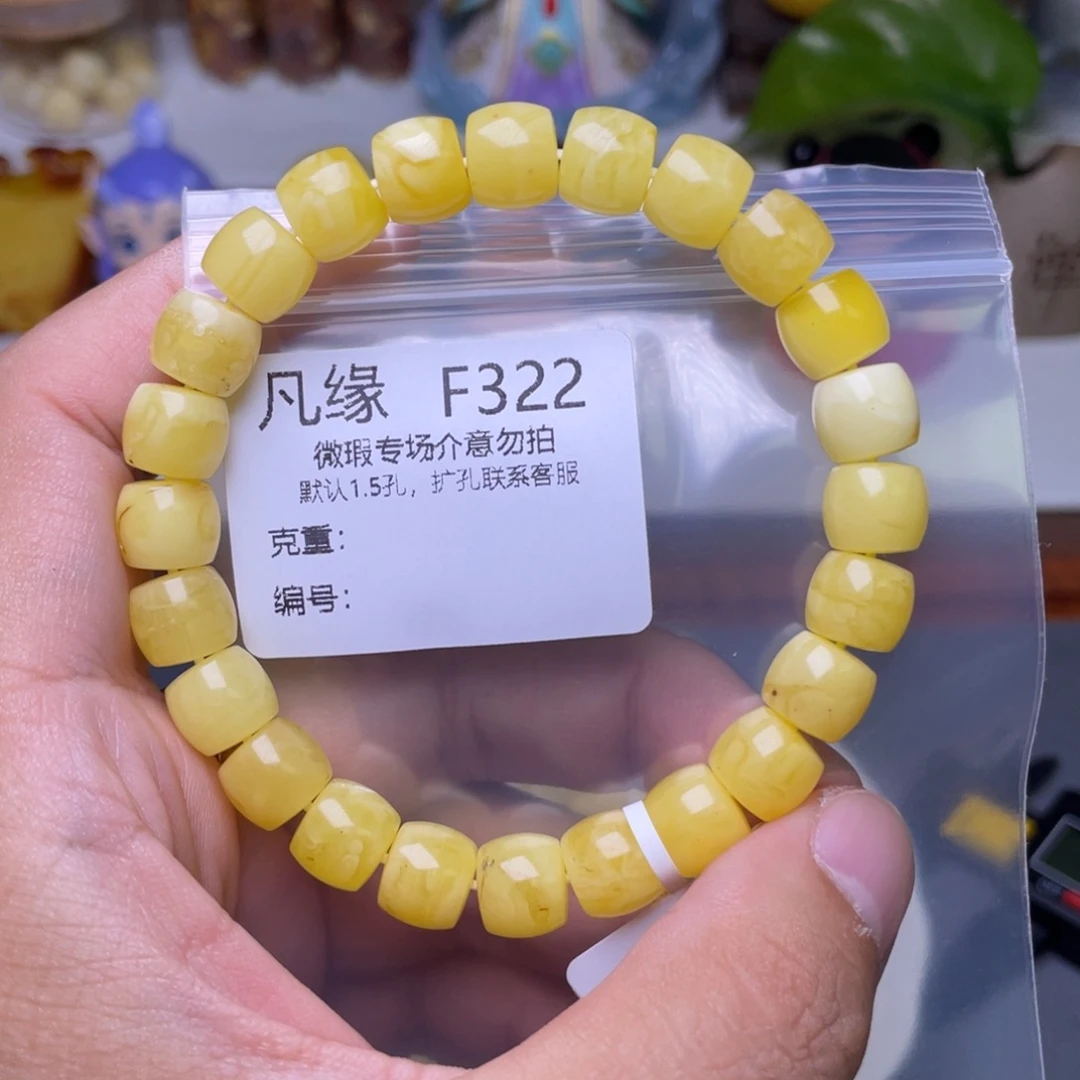 凡缘 F322
微瑕专场介意勿拍
默认1.5孔，扩孔联系客服
克重：
编号：